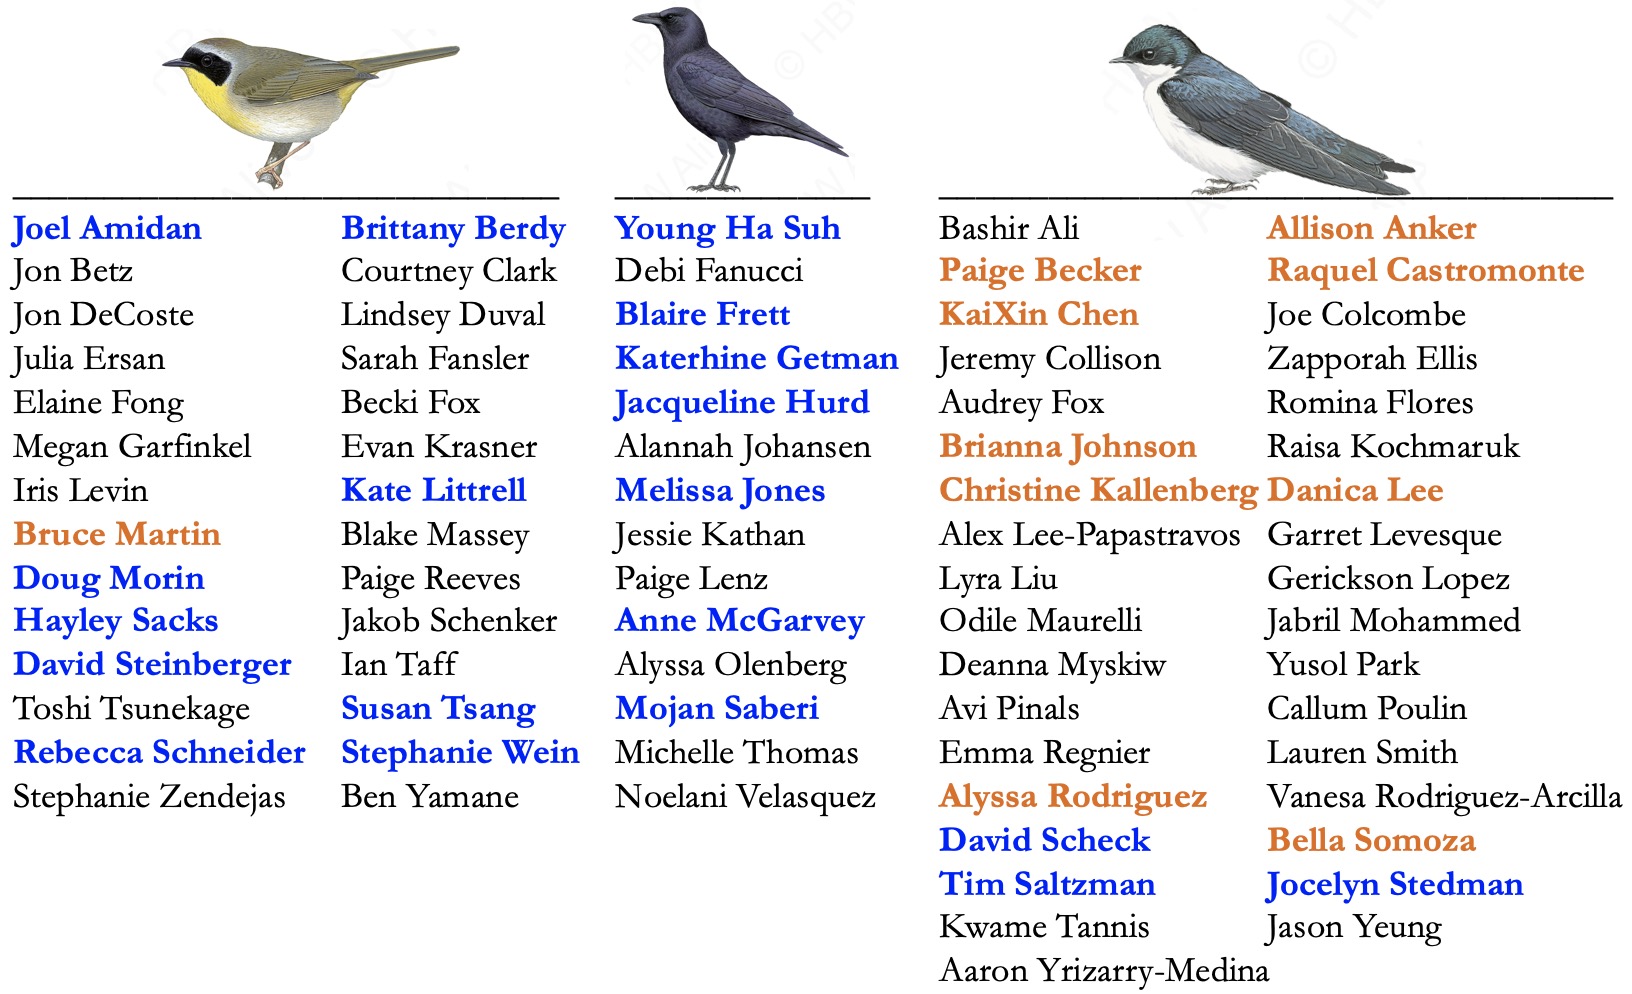 Joel Amidan
Jon Betz
Jon DeCoste
Julia Ersan
Elaine Fong
Megan Garfinkel
Iris Levin
Bruce Martin
Doug Morin
Hayley Sacks
David Steinberger
Toshi Tsunekage
Rebecca Schneider
Stephanie Zendejas
Brittany Berdy
Courtney Clark
Lindsey Duval
Sarah Fansler
Becki Fox
Evan Krasner
Kate Littrell
Blake Massey
Paige Reeves
Jakob Schenker
Ian Taff
Susan Tsang
Stephanie Wein
Ben Yamane
Young Ha Suh
Debi Fanucci
Blaire Frett
Katerhine Getman
Jacqueline Hurd
Alannah Johansen
Melissa Jones
Jessie Kathan
Paige Lenz
Anne McGarvey
Alyssa Olenberg
Mojan Saberi
Michelle Thomas
Noelani Velasquez
Bashir Ali
Paige Becker
KaiXin Chen
Jeremy Collison
Audrey Fox
Brianna Johnson
Christine Kallenberg
Alex Lee-Papastravos
Lyra Liu
Odile Maurelli
Deanna Myskiw
Avi Pinals
Emma Regnier
Alyssa Rodriguez
David Scheck
Tim Saltzman
Kwame Tannis
Aaron Yrizarry-Medina
Allison Anker
Raquel Castromonte
Joe Colcombe
Zapporah Ellis
Romina Flores
Raisa Kochmaruk
Danica Lee
Garret Levesque
Gerickson Lopez
Jabril Mohammed
Yusol Park
Callum Poulin
Lauren Smith
Vanesa Rodriguez-Arcilla
Bella Somoza
Jocelyn Stedman
Jason Yeung